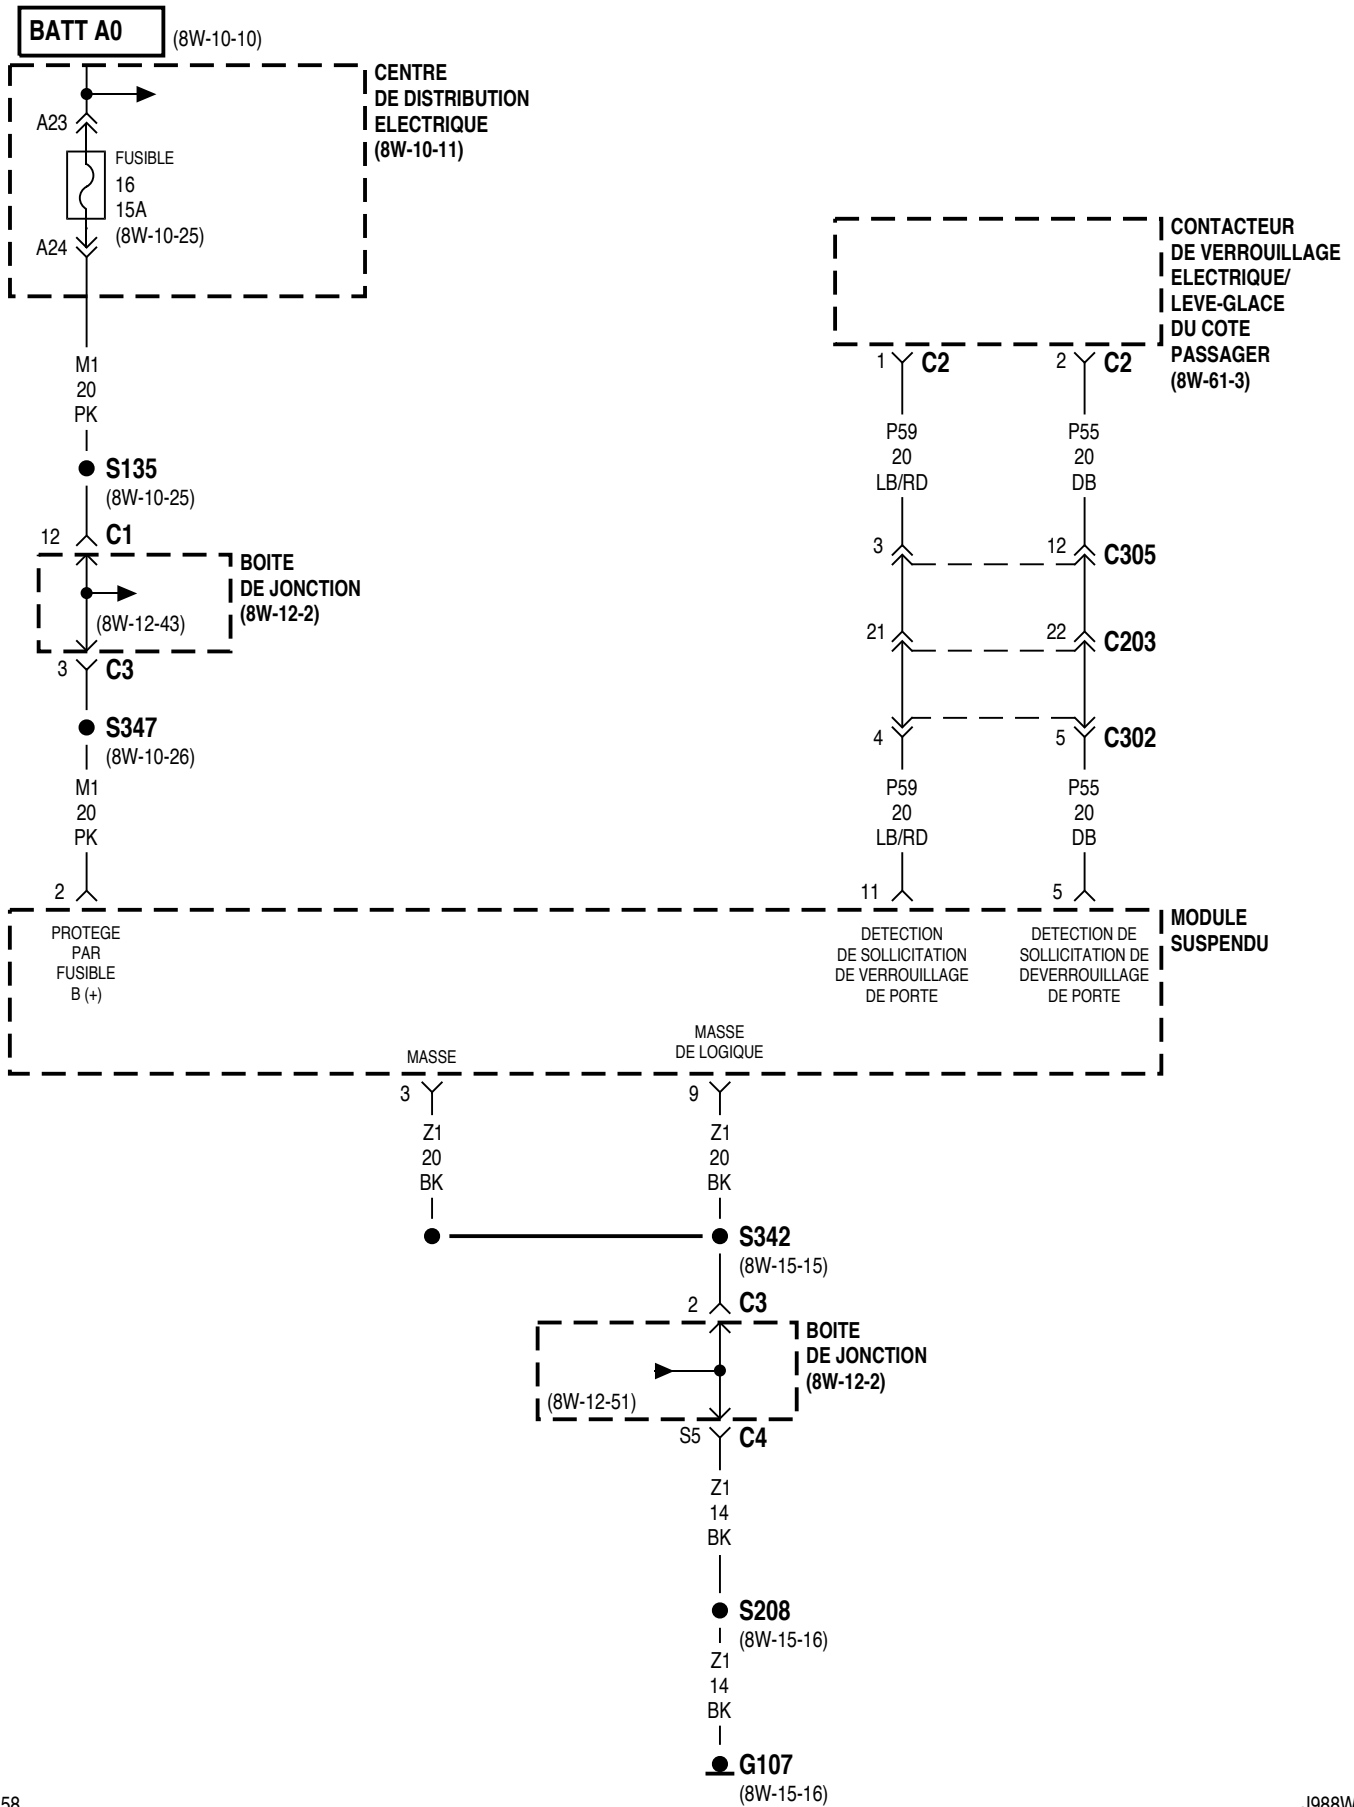 BATT A0
(8W-10-10)
CENTRE
DE DISTRIBUTION
ELECTRIQUE
(8W-10-11)
A23
FUSIBLE
16
15A
(8W-10-25)
A24
M1
20
PK
S135
(8W-10-25)
12
C1
BOITE
DE JONCTION
(8W-12-2)
(8W-12-43)
3
C3
S347
(8W-10-26)
M1
20
PK
2
CONTACTEUR
DE VERROUILLAGE
ELECTRIQUE/
LEVE-GLACE
DU COTE
PASSAGER
(8W-61-3)
1
C2
2
C2
P59
20
LB/RD
P55
20
DB
3
12
C305
21
22
C203
4
5
C302
P59
20
LB/RD
P55
20
DB
11
5
MODULE
SUSPENDU
PROTEGE
PAR
FUSIBLE
B (+)
DETECTION
DE SOLLICITATION
DE VERROUILLAGE
DE PORTE
DETECTION DE
SOLLICITATION DE
DEVERROUILLAGE
DE PORTE
MASSE
MASSE
DE LOGIQUE
3
9
Z1
20
BK
Z1
20
BK
S342
(8W-15-15)
2
C3
BOITE
DE JONCTION
(8W-12-2)
(8W-12-51)
S5
C4
Z1
14
BK
S208
(8W-15-16)
Z1
14
BK
G107
(8W-15-16)
58
J988W